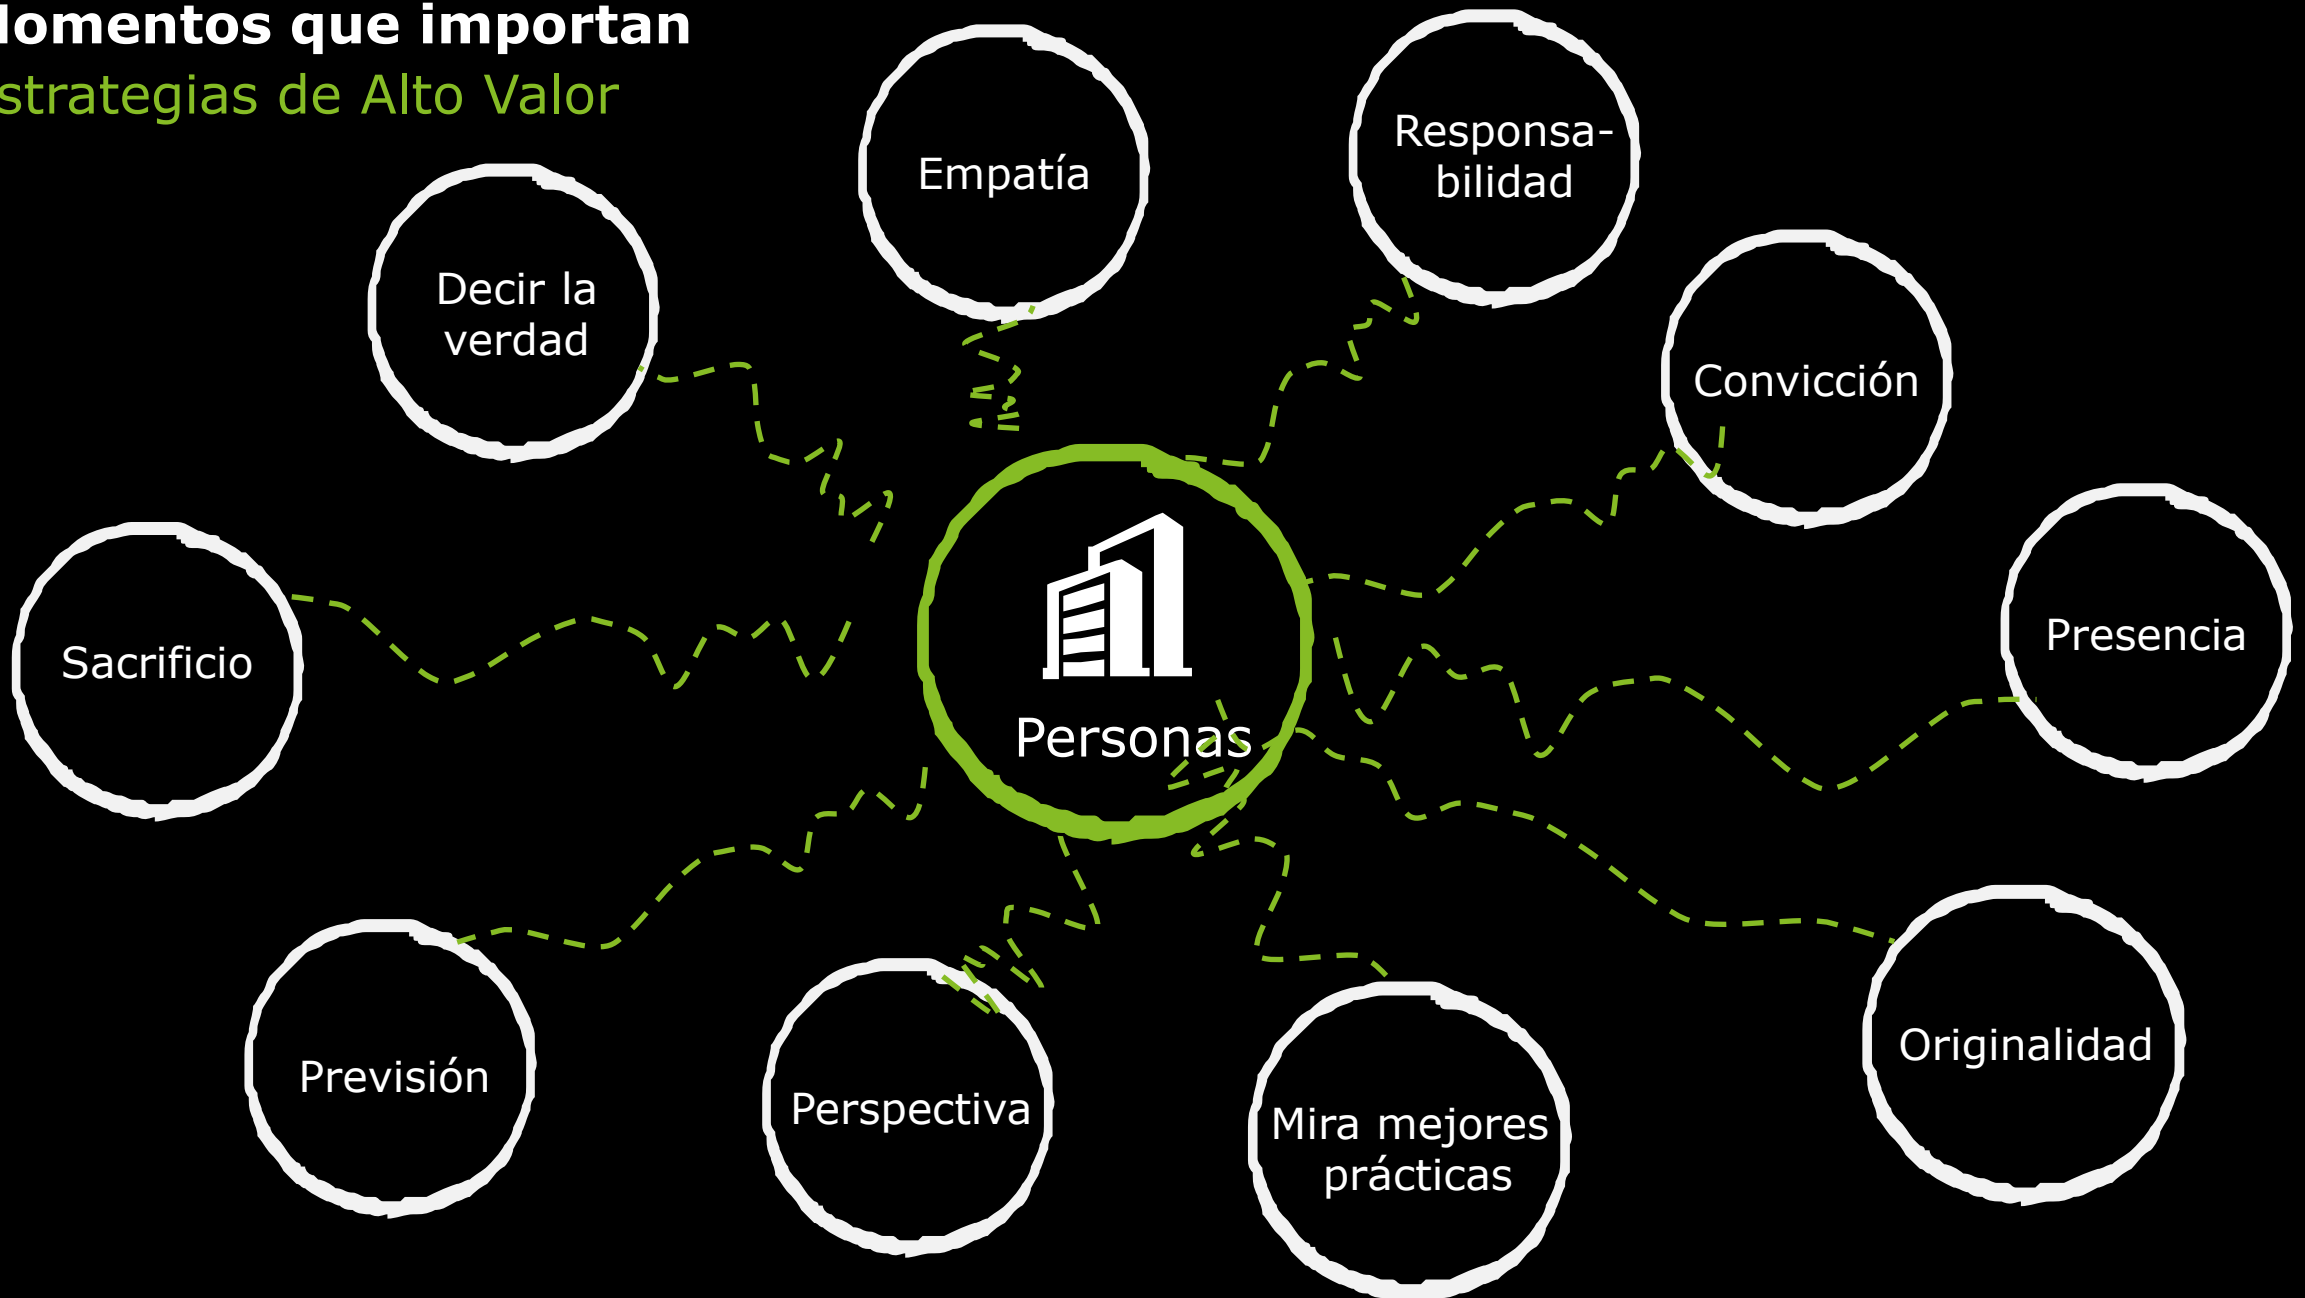 omentos que importan
strategias de Alto Valor
Empatía
Responsa-
bilidad
Decir la
verdad
Convicción
Presencia
Sacrificio
Personas
Originalidad
Previsión
Perspectiva
Mira mejores
prácticas